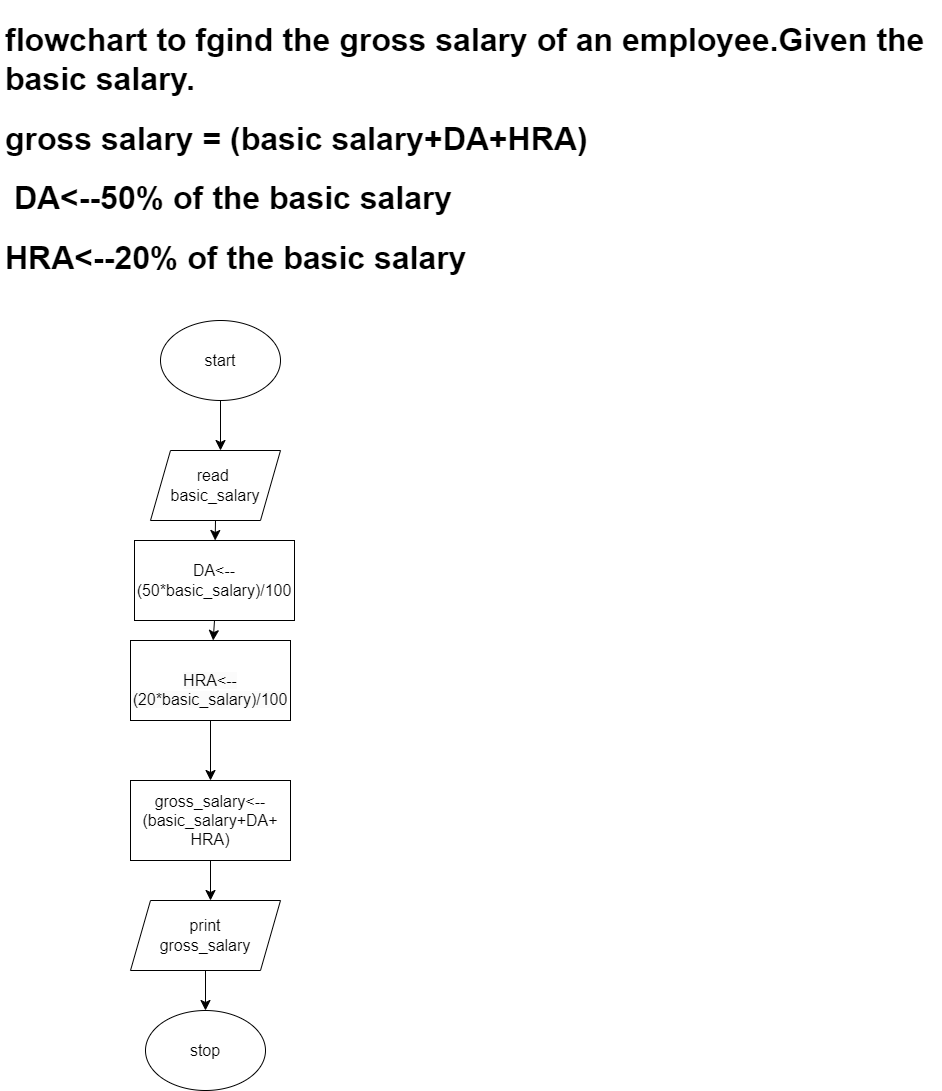 flowchart to fgind the gross salary of an employee.Given the
basic salary.
gross salary = (basic salary+DA+HRA)
DA<--50% of the basic salary
HRA<--20% of the basic salary
start
read
basic_salary
DA<--
(50*basic_salary)/100
HRA<--
(20*basic_salary)/100
gross_salary<--
(basic_salary+DA+
HRA)
print
gross_salary
stop